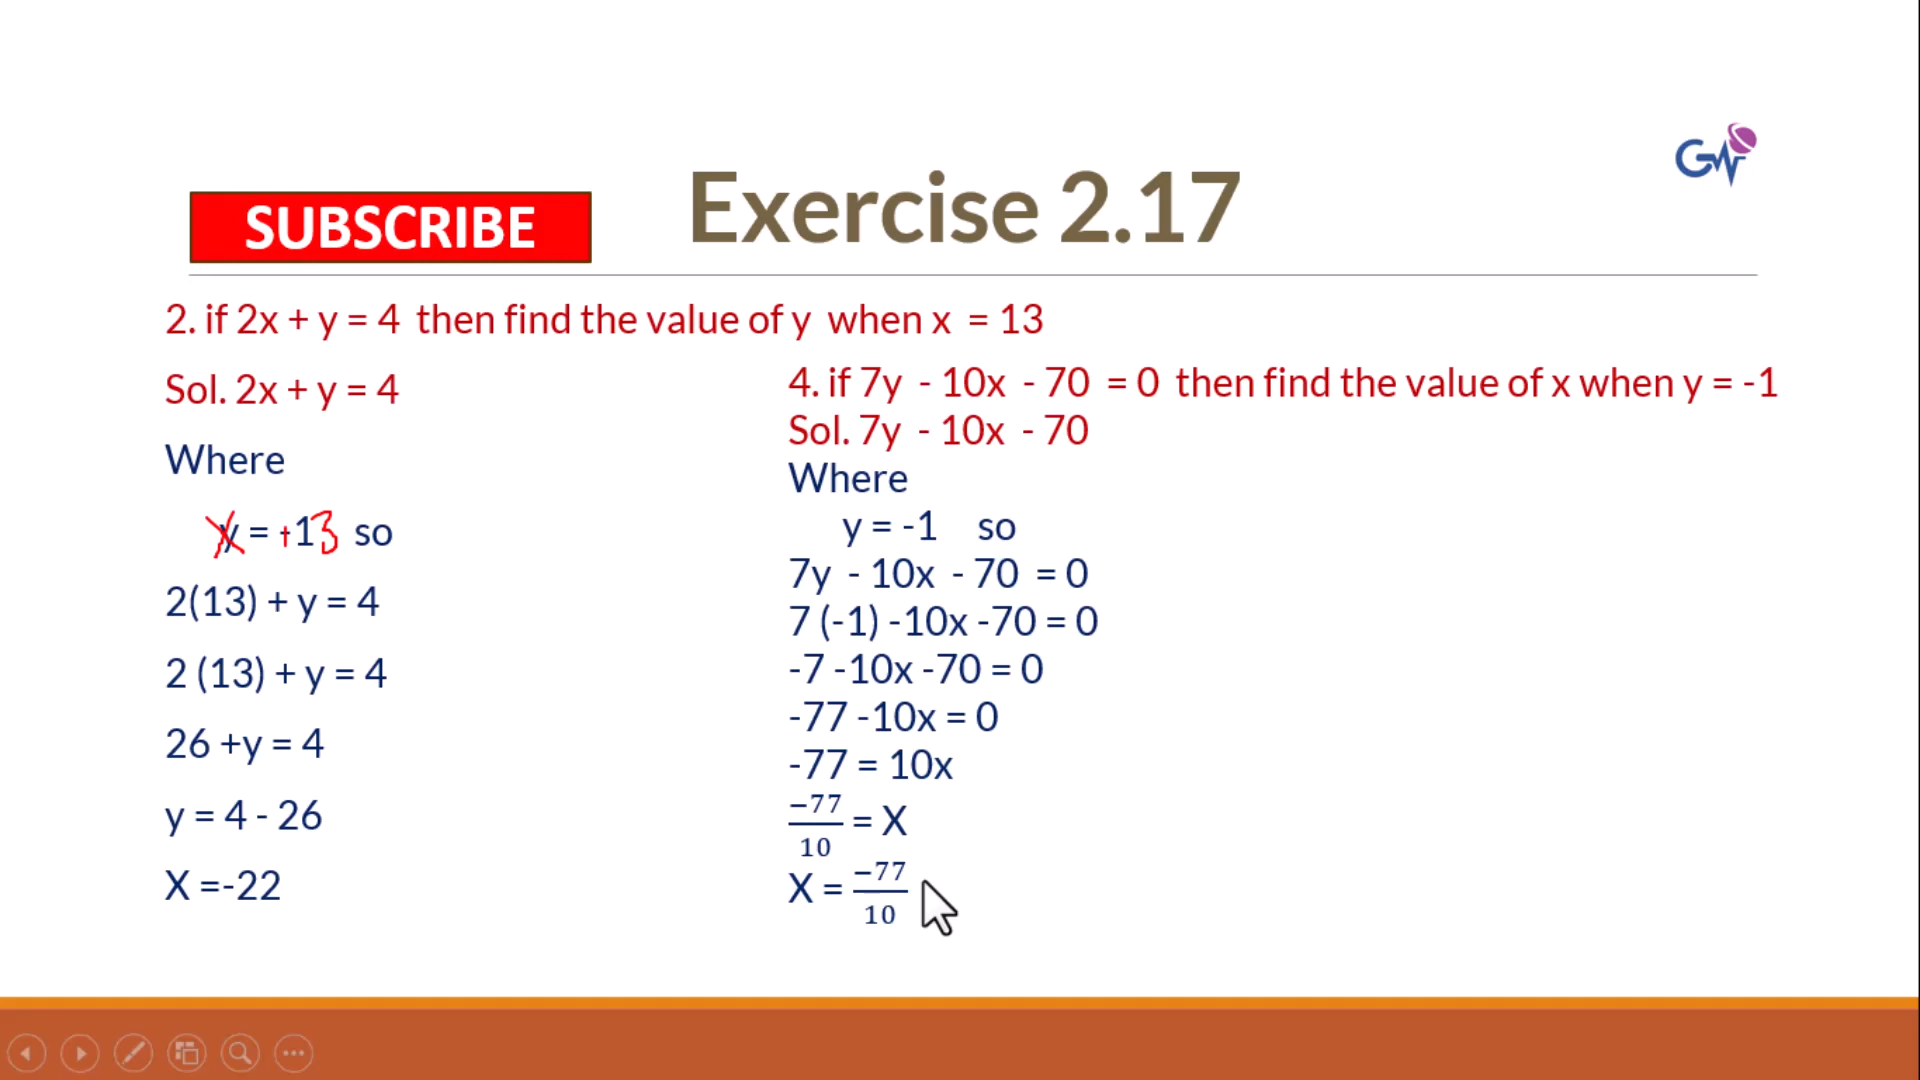 GW
SUBSCRIBE
Exercise 2.17
2. if 2x + y = 4 then find the value of y when x = 13
Sol. 2x + y = 4
Where
x = +13 so
2(13) + y = 4
2 (13) + y = 4
26 +y = 4
y = 4 - 26
X =-22
4. if 7y - 10x - 70 = 0 then find the value of x when y = -1
Sol. 7y - 10x - 70
Where
y = -1 so
7y - 10x - 70 = 0
7 (-1) -10x -70 = 0
-7 -10x -70 = 0
-77 -10x = 0
-77 = 10x
−77/10 = X
X = −77/10